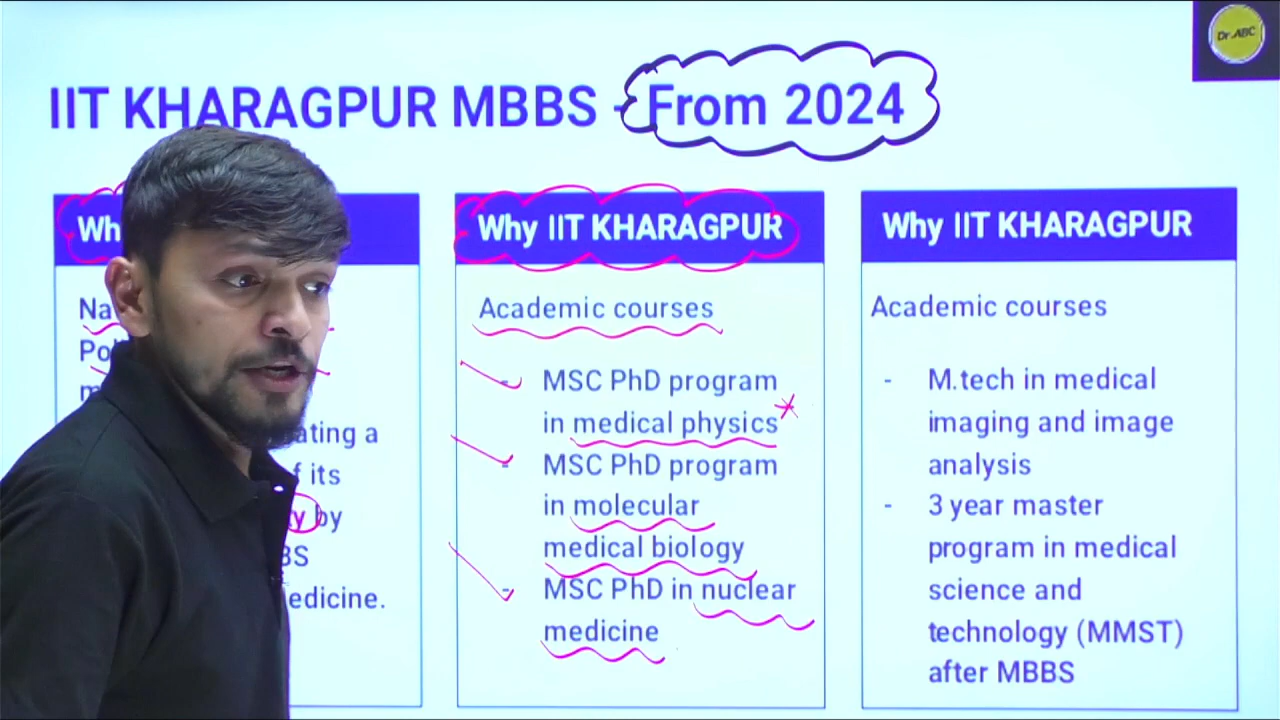 Dr.ABC
IIT KHARAGPUR MBBS - From 2024
Wh
Na
Pol
ating a
f its
by
BS
edicine.
Why IIT KHARAGPUR
Academic courses
- MSC PhD program
in medical physics*
- MSC PhD program
in molecular
medical biology
- MSC PhD in nuclear
medicine
Why IIT KHARAGPUR
Academic courses
- M.tech in medical
imaging and image
analysis
- 3 year master
program in medical
science and
technology (MMST)
after MBBS